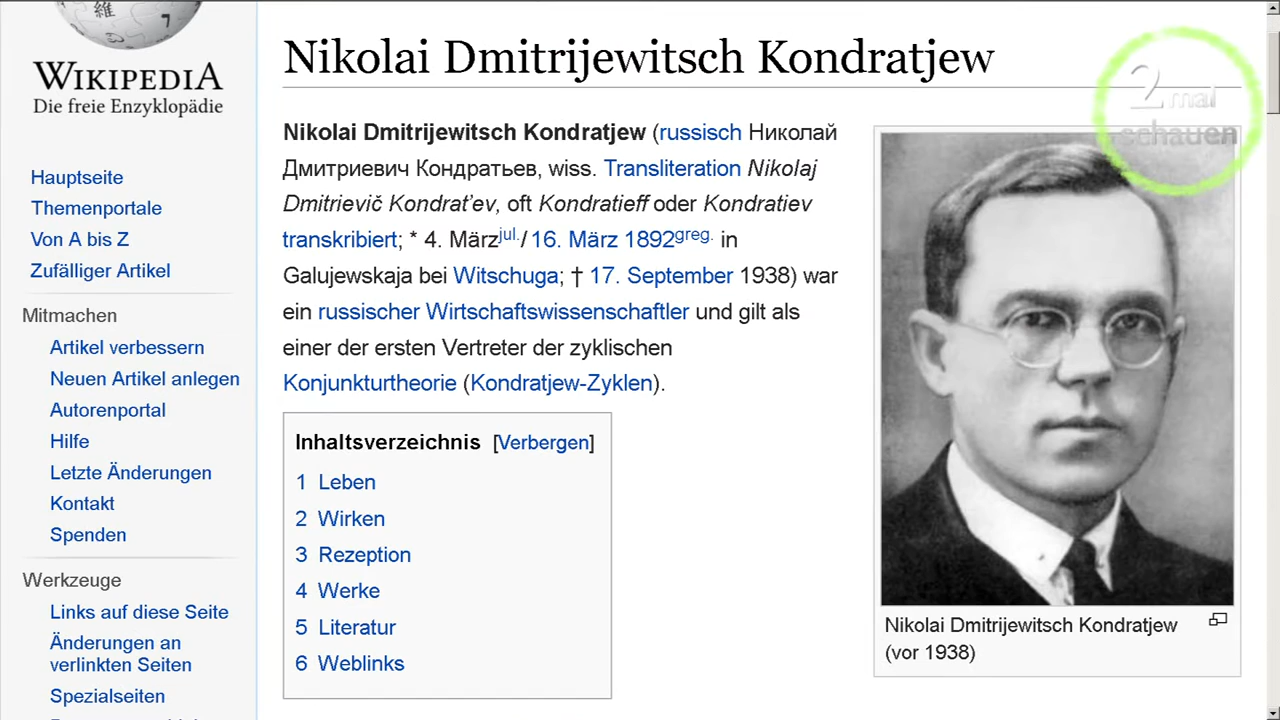 維
7
WIKIPEDIA
Die freie Enzyklopädie
Hauptseite
Themenportale
Von A bis Z
Zufälliger Artikel
Mitmachen
Artikel verbessern
Neuen Artikel anlegen
Autorenportal
Hilfe
Letzte Änderungen
Kontakt
Spenden
Werkzeuge
Links auf diese Seite
Änderungen an
verlinkten Seiten
Spezialseiten
Nikolai Dmitrijewitsch Kondratjew
Nikolai Dmitrijewitsch Kondratjew (russisch Николай
Дмитриевич Кондратьев, wiss. Transliteration Nikolaj
Dmitrievič Kondrat'ev, oft Kondratieff oder Kondratiev
transkribiert; * 4. Märzjul./ 16. März 1892greg. in
Galujewskaja bei Witschuga; † 17. September 1938) war
ein russischer Wirtschaftswissenschaftler und gilt als
einer der ersten Vertreter der zyklischen
Konjunkturtheorie (Kondratjew-Zyklen).
Inhaltsverzeichnis [Verbergen]
1 Leben
2 Wirken
3 Rezeption
4 Werke
5 Literatur
6 Weblinks
2 mal
schauen
Nikolai Dmitrijewitsch Kondratjew
(vor 1938)